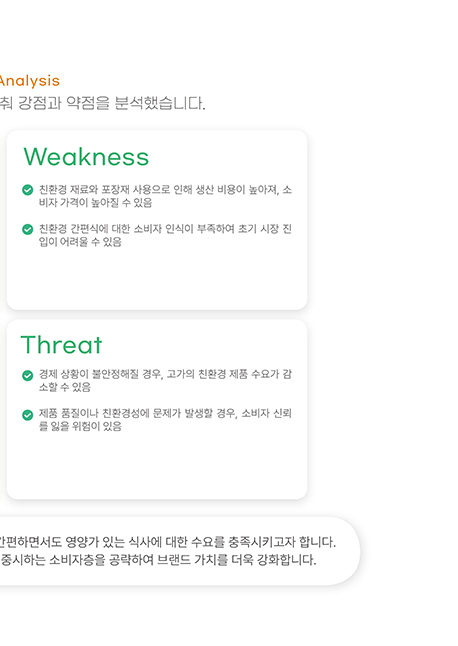 Analysis
춰 강점과 약점을 분석했습니다.
Weakness
친환경 재료와 포장재 사용으로 인해 생산 비용이 높아져, 소
비자 가격이 높아질 수 있음
친환경 간편식에 대한 소비자 인식이 부족하여 초기 시장 진
입이 어려울 수 있음
Threat
경제 상황이 불안정해질 경우, 고가의 친환경 제품 수요가 감
소할 수 있음
제품 품질이나 친환경성에 문제가 발생할 경우, 소비자 신뢰
를 잃을 위험이 있음
간편하면서도 영양가 있는 식사에 대한 수요를 충족시키고자 합니다.
중시하는 소비자층을 공략하여 브랜드 가치를 더욱 강화합니다.